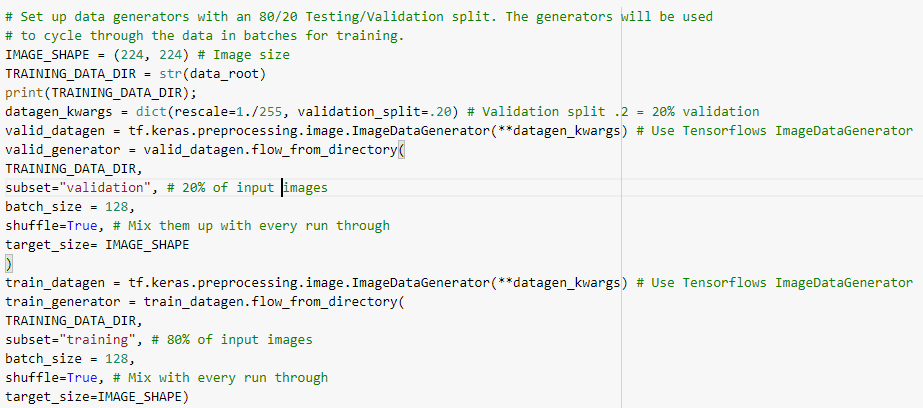 # Set up data generators with an 80/20 Testing/Validation split. The generators will be used
# to cycle through the data in batches for training.
IMAGE_SHAPE = (224, 224) # Image size
TRAINING_DATA_DIR = str(data_root)
print(TRAINING_DATA_DIR);
datagen_kwargs = dict(rescale=1./255, validation_split=.20) # Validation split .2 = 20% validation
valid_datagen = tf.keras.preprocessing.image.ImageDataGenerator(**datagen_kwargs) # Use Tensorflows ImageDataGenerator
valid_generator = valid_datagen.flow_from_directory(
TRAINING_DATA_DIR,
subset="validation", # 20% of input images
batch_size = 128,
shuffle=True, # Mix them up with every run through
target_size= IMAGE_SHAPE
)
train_datagen = tf.keras.preprocessing.image.ImageDataGenerator(**datagen_kwargs) # Use Tensorflows ImageDataGenerator
train_generator = train_datagen.flow_from_directory(
TRAINING_DATA_DIR,
subset="training", # 80% of input images
batch_size = 128,
shuffle=True, # Mix with every run through
target_size=IMAGE_SHAPE)